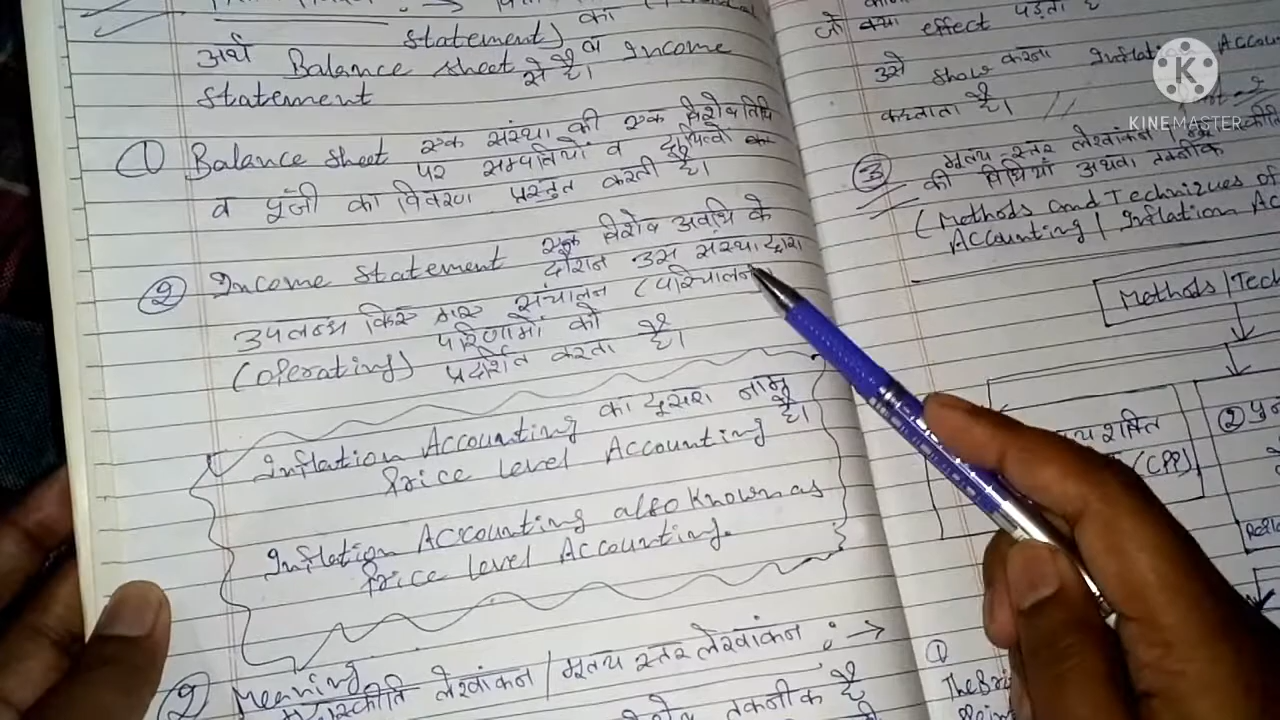 Statement) का
अर्थ Balance sheet से है व Income
Statement
① Balance sheet एक संस्था की एक विशेष तिथि
पर सम्पतियों व दायित्वों
व पूंजी का विवरण प्रस्तुत करती है।
② Income Statement एक विशेष अवधि के
दौरान उस संस्था द्वारा
उपलब्ध किए गए संचालन (परिचालन
(Operating) परिणामों को
प्रदर्शित करता है।
Inflation Accounting का दूसरा नाम
Price Level Accounting है।
Inflation Accounting also Known as
Price Level Accounting.
② Meaning
लेखांकन / मूल्य स्तर लेखांकन : →
तकनीक है
जो क्या effect पड़ता है
उसे Show करना Inflation
कहलाता है।
KINEMASTER
③ मूल्य स्तर लेखांकन
की विधियां अथवा तकनीक
(Methods and Techniques of
Accounting / Inflation
Methods / Tech
शक्ति
(CPP)
②
①